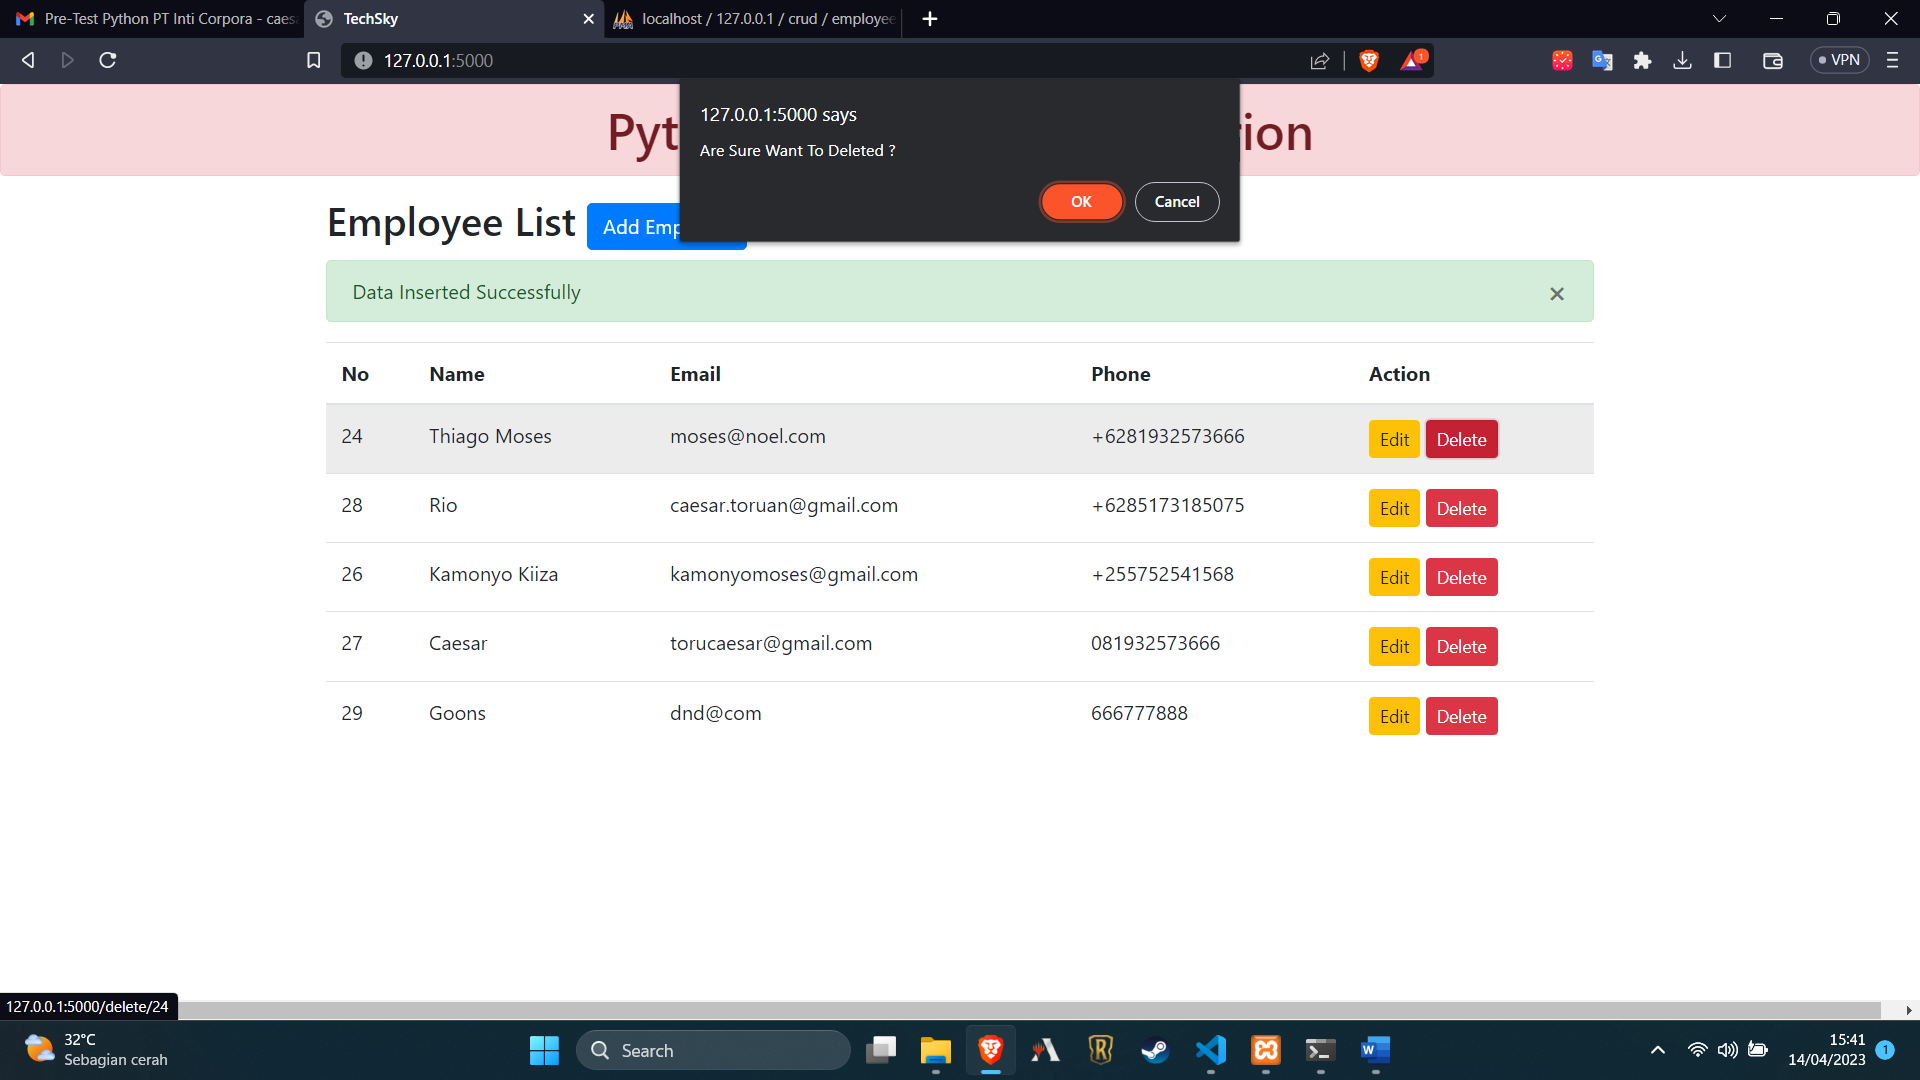 Pre-Test Python PT Inti Corpora - caes
TechSky
localhost / 127.0.0.1 / crud / employee
127.0.0.1:5000
1
VPN
Pyt
ion
127.0.0.1:5000 says
Are Sure Want To Deleted ?
OK
Cancel
Employee List
Add Emp
Data Inserted Successfully
×
No Name Email Phone Action
24 Thiago Moses moses@noel.com +6281932573666 Edit Delete
28 Rio caesar.toruan@gmail.com +6285173185075 Edit Delete
26 Kamonyo Kiiza kamonyomoses@gmail.com +255752541568 Edit Delete
27 Caesar torucaesar@gmail.com 081932573666 Edit Delete
29 Goons dnd@com 666777888 Edit Delete
127.0.0.1:5000/delete/24
32°C
Sebagian cerah
Search
15:41
14/04/2023
1